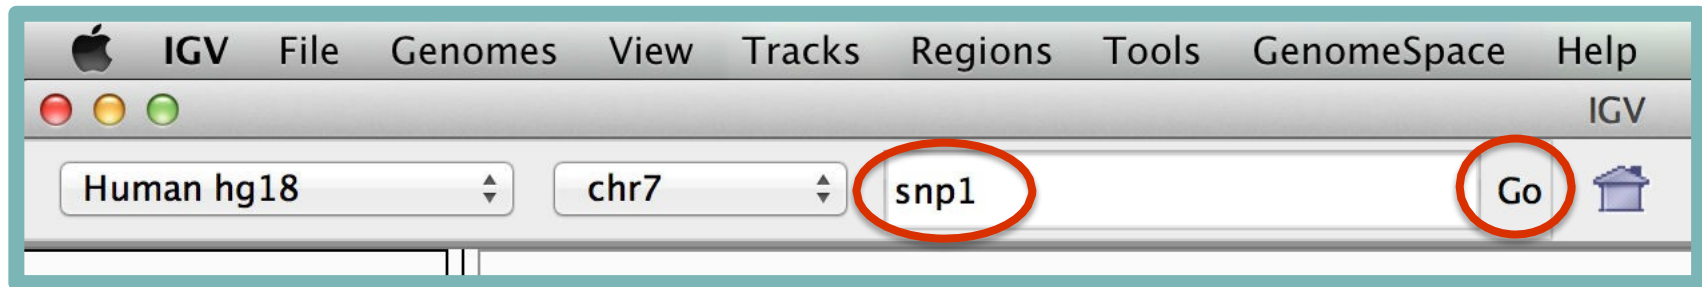 IGV File Genomes View Tracks Regions Tools GenomeSpace Help
IGV
Human hg18 chr7 snp1 Go